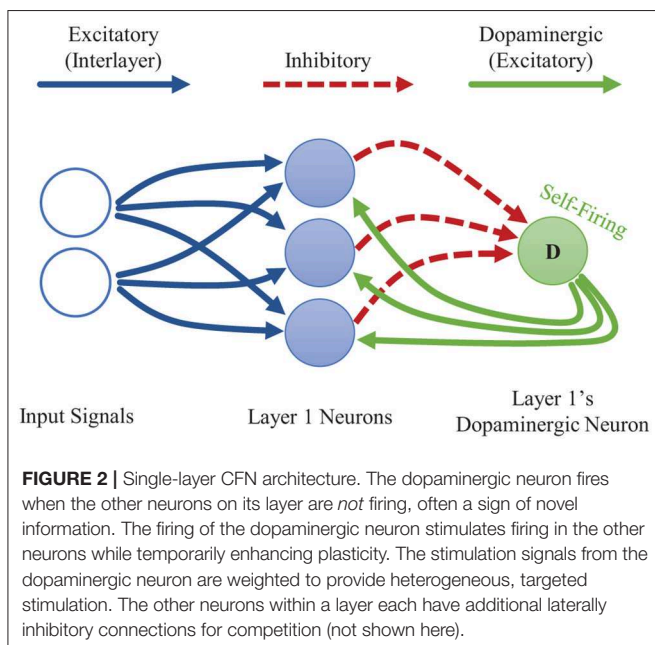 Excitatory
(Interlayer)
Inhibitory
Dopaminergic
(Excitatory)
Self-Firing
D
Input Signals
Layer 1 Neurons
Layer 1's
Dopaminergic Neuron
FIGURE 2 | Single-layer CFN architecture. The dopaminergic neuron fires
when the other neurons on its layer are not firing, often a sign of novel
information. The firing of the dopaminergic neuron stimulates firing in the other
neurons while temporarily enhancing plasticity. The stimulation signals from the
dopaminergic neuron are weighted to provide heterogeneous, targeted
stimulation. The other neurons within a layer each have additional laterally
inhibitory connections for competition (not shown here).